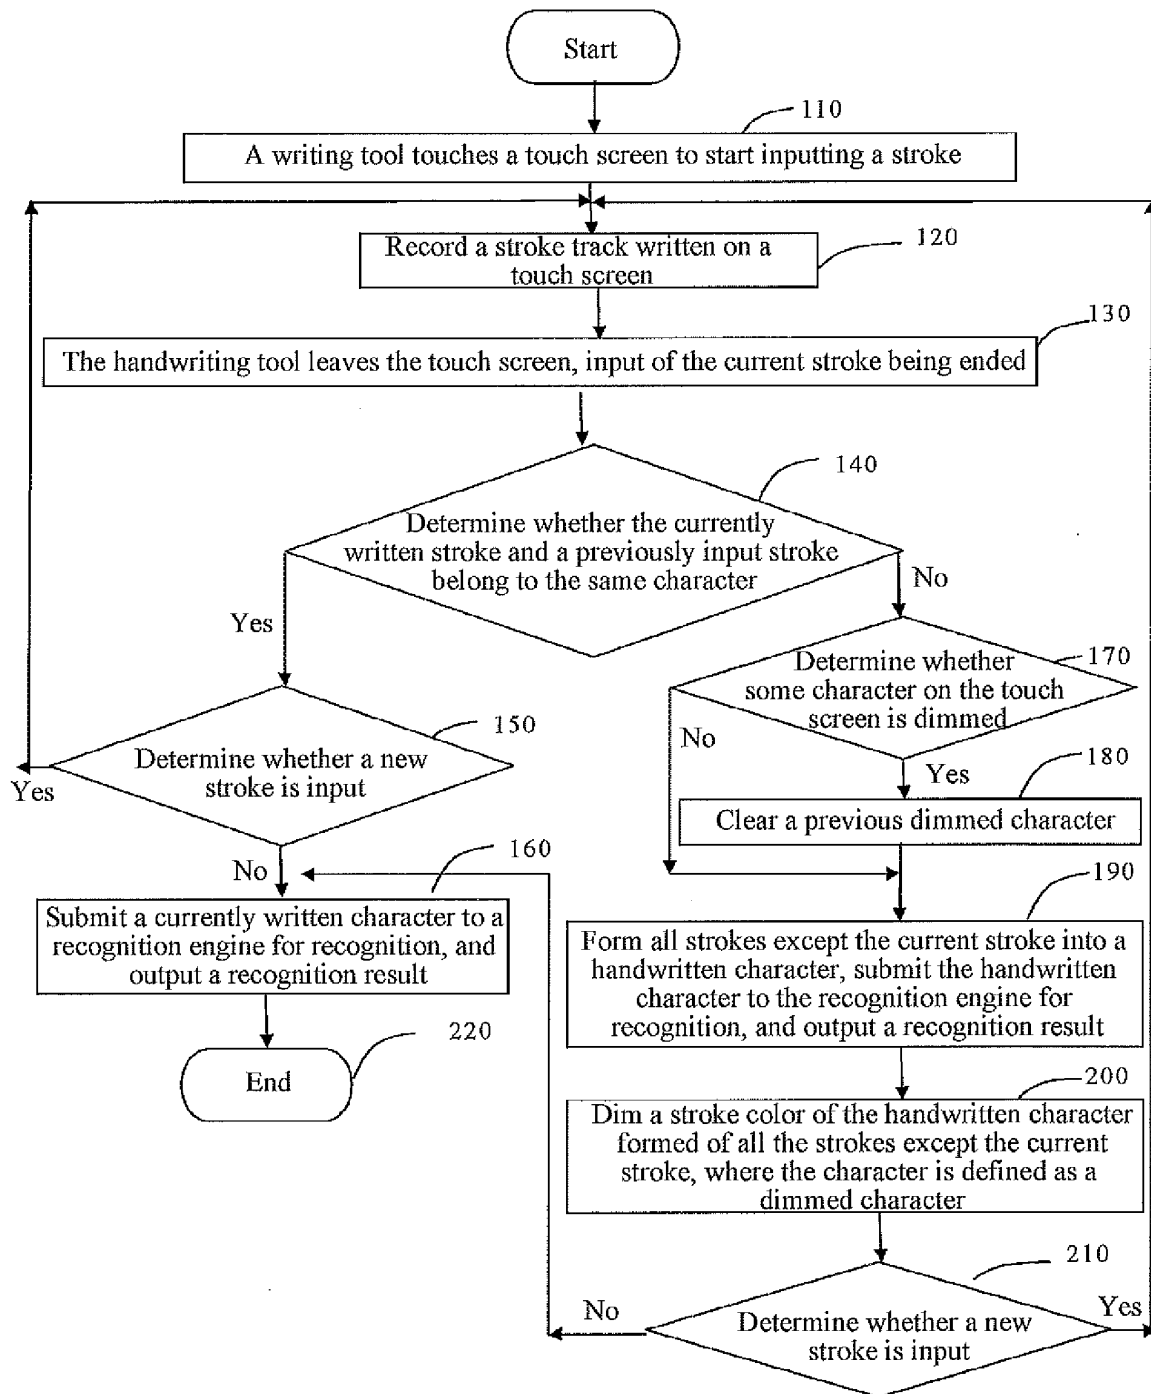 Start
110
A writing tool touches a touch screen to start inputting a stroke
120
Record a stroke track written on a
touch screen
130
The handwriting tool leaves the touch screen, input of the current stroke being ended
140
Determine whether the currently
written stroke and a previously input stroke
belong to the same character
No
Yes
170
Determine whether
some character on the touch
screen is dimmed
150
Determine whether a new
stroke is input
Yes
No
Yes
180
Clear a previous dimmed character
No
160
Submit a currently written character to a
recognition engine for recognition, and
output a recognition result
190
Form all strokes except the current stroke into a
handwritten character, submit the handwritten
character to the recognition engine for
recognition, and output a recognition result
220
End
200
Dim a stroke color of the handwritten character
formed of all the strokes except the current
stroke, where the character is defined as a
dimmed character
210
No
Yes
Determine whether a new
stroke is input